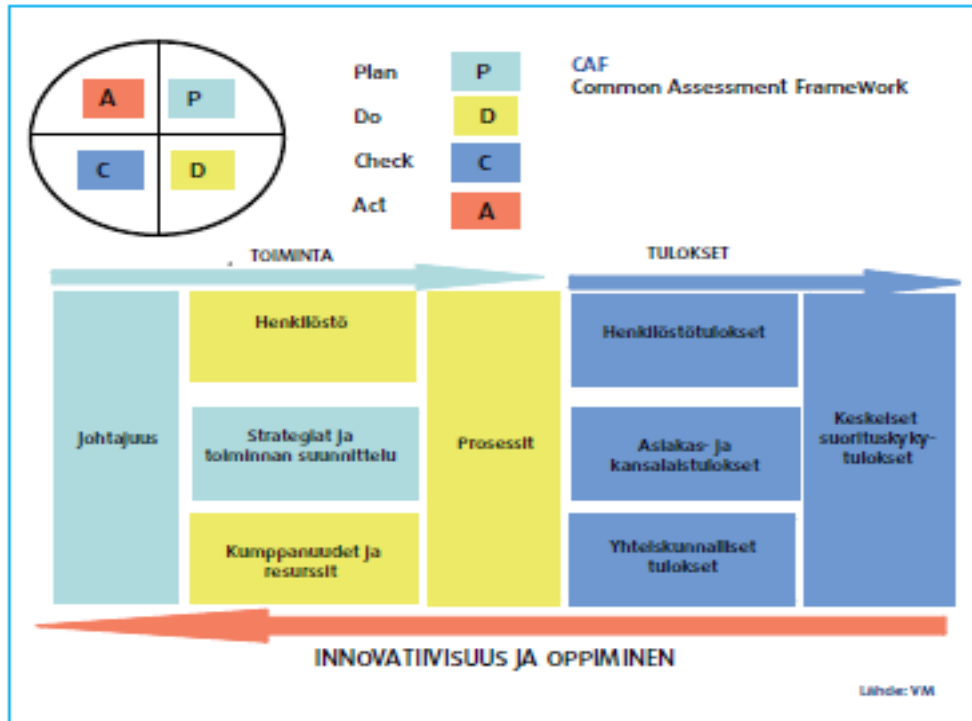 A
P
C
D
Plan
P
Do
D
Check
C
Act
A
CAF
Common Assessment FrameWork
TOIMINTA
TULOKSET
Johtajuus
Henkilöstö
Strategiat ja
toiminnan suunnittelu
Kumppanuudet ja
resurssit
Prosessit
Henkilöstötulokset
Asiakas- ja
kansalaistulokset
Yhteiskunnalliset
tulokset
Keskeiset
suorituskyky-
tulokset
INNOVATIIVISUUS JA OPPIMINEN
Lähde: VM